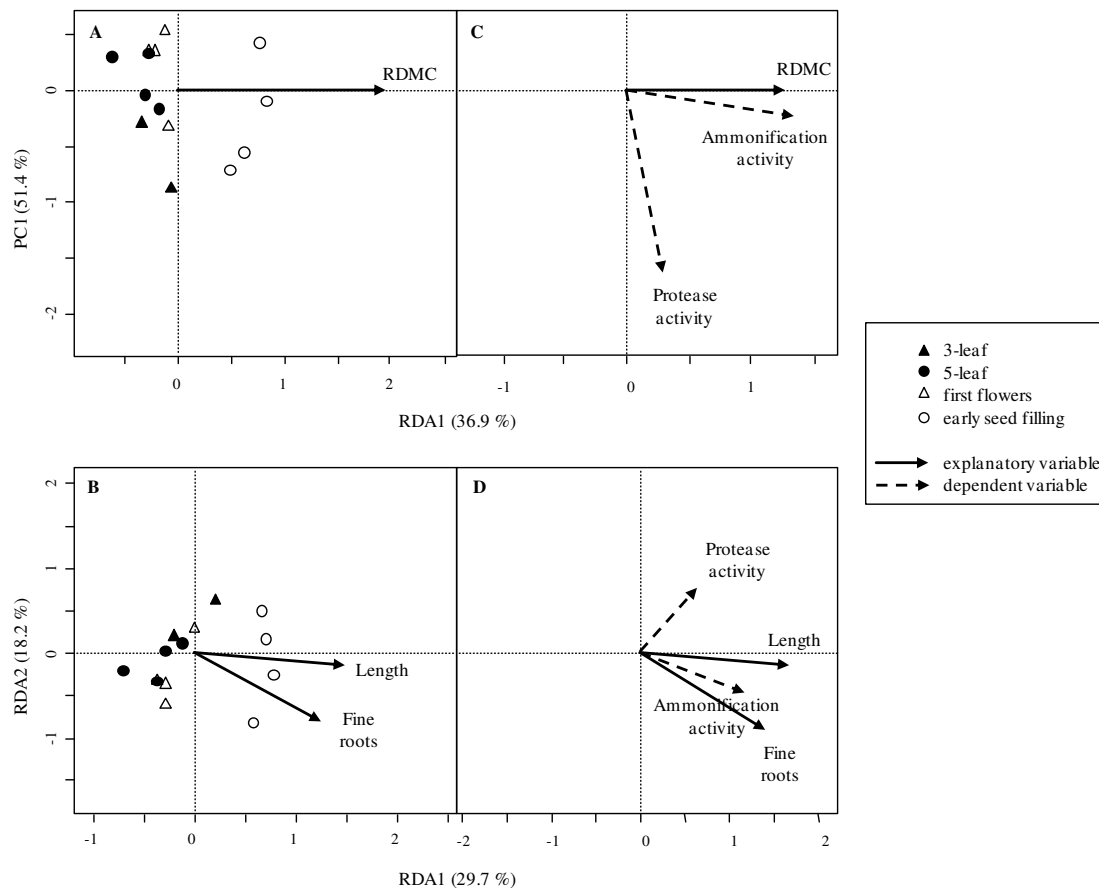 A
C
RDMC
RDMC
Ammonification
activity
Protease
activity
0
-1
-2
PC1 (51.4 %)
0
1
2
-1
0
1
RDA1 (36.9 %)
3-leaf
5-leaf
first flowers
early seed filling
explanatory variable
dependent variable
B
D
Protease
activity
Length
Length
Ammonification
activity
Fine
roots
Fine
roots
2
1
0
-1
RDA2 (18.2 %)
-1
0
1
2
-2
-1
0
1
2
RDA1 (29.7 %)